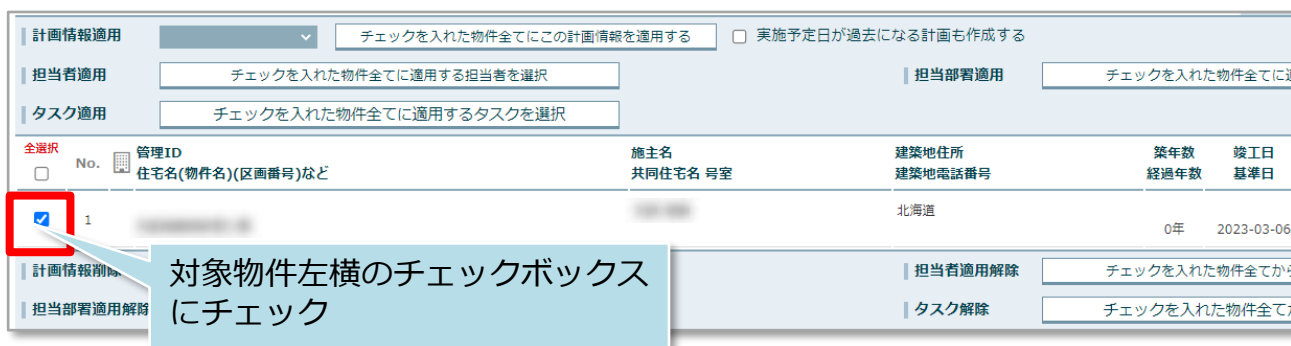 計画情報適用 チェックを入れた物件全てにこの計画情報を適用する 実施予定日が過去になる計画も作成する
担当者適用 チェックを入れた物件全てに適用する担当者を選択 担当部署適用 チェックを入れた物件全てに
タスク適用 チェックを入れた物件全てに適用するタスクを選択
全選択 No. 管理ID 施主名 建築地住所 築年数 竣工日
住宅名(物件名)(区画番号)など 共同住宅名 号室 建築地電話番号 経過年数 基準日
1 北海道
0年 2023-03-06
計画情報削除 担当者適用解除 チェックを入れた物件全てから
担当部署適用解除 タスク解除 チェックを入れた物件全て
対象物件左横のチェックボックス
にチェック